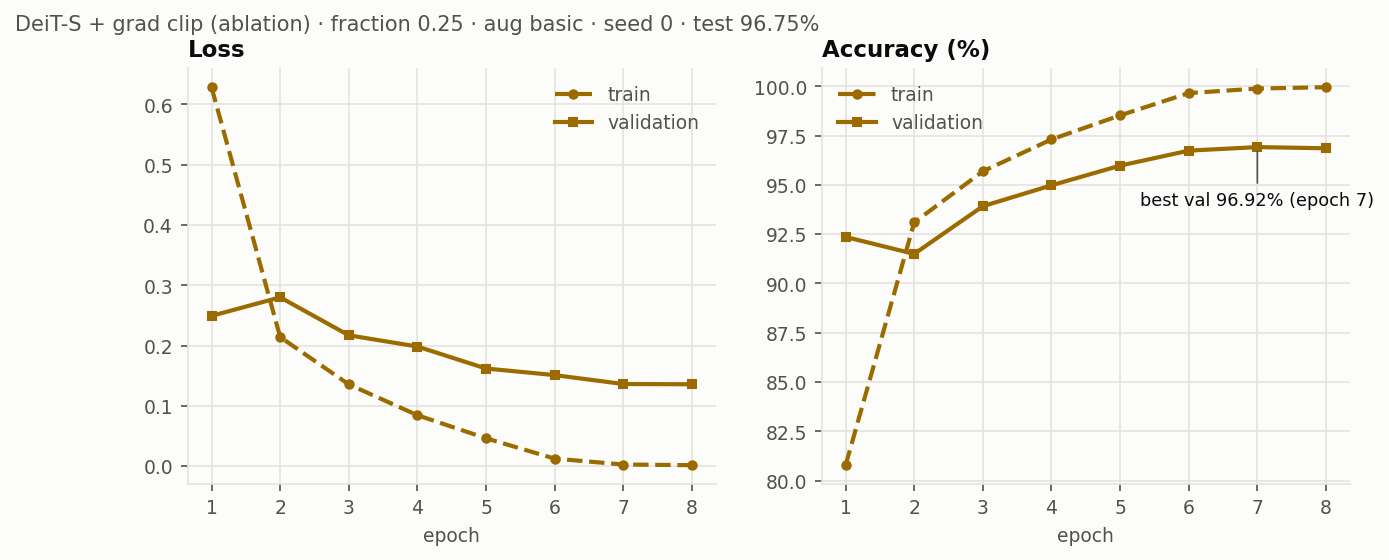 DeiT-S + grad clip (ablation) · fraction 0.25 · aug basic · seed 0 · test 96.75%
Loss
train
validation
0.6
0.5
0.4
0.3
0.2
0.1
0.0
1 2 3 4 5 6 7 8
epoch
Accuracy (%)
train
validation
100.0
97.5
95.0
92.5
90.0
87.5
85.0
82.5
80.0
best val 96.92% (epoch 7)
1 2 3 4 5 6 7 8
epoch